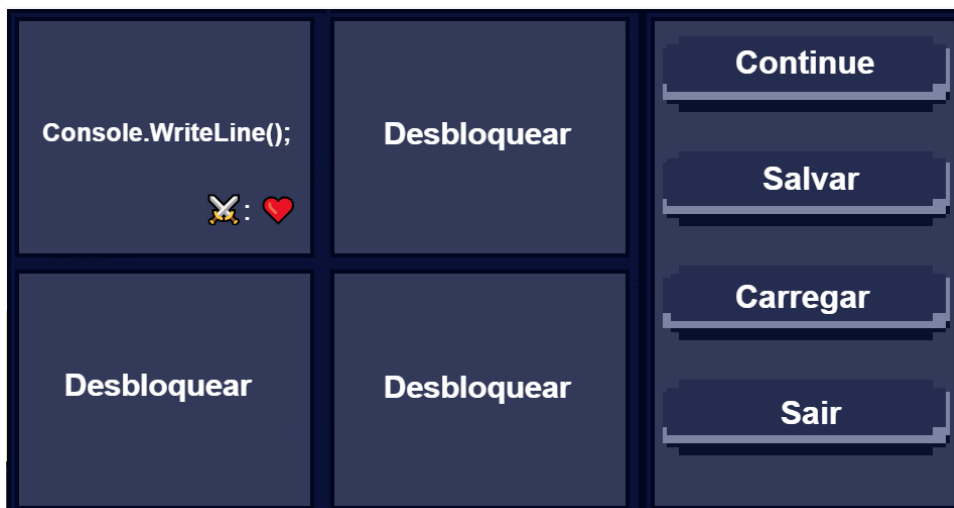 Console.WriteLine();
⚔️: ❤️
Desbloquear
Desbloquear
Desbloquear
Continue
Salvar
Carregar
Sair